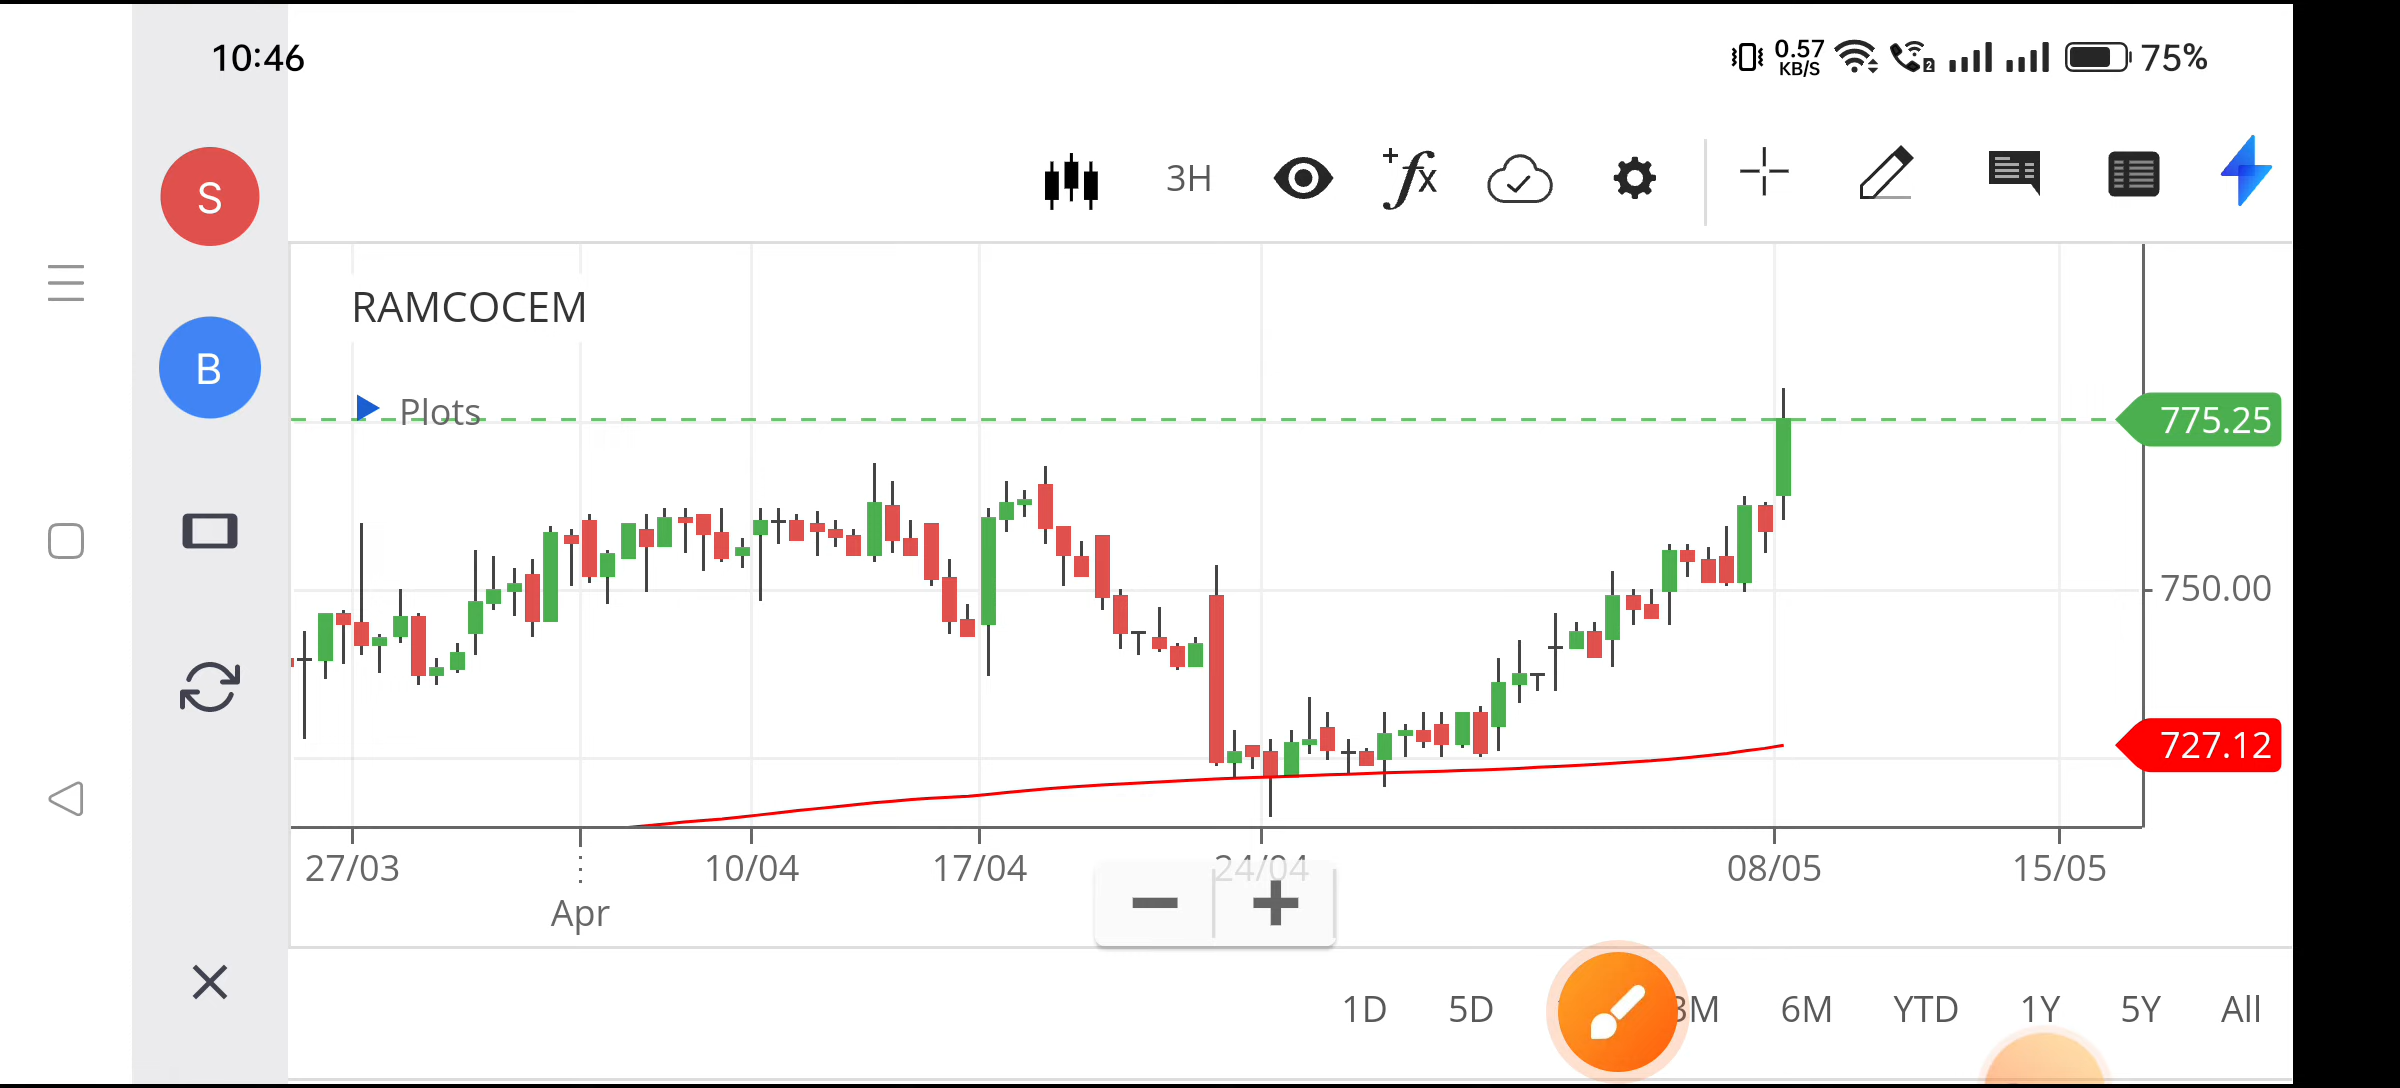 10:46
0.57
KB/S
2
75%
S
3H
+fx
B
RAMCOCEM
Plots
775.25
750.00
727.12
27/03
10/04
17/04
24/04
08/05
15/05
Apr
1D
5D
3M
6M
YTD
1Y
5Y
All